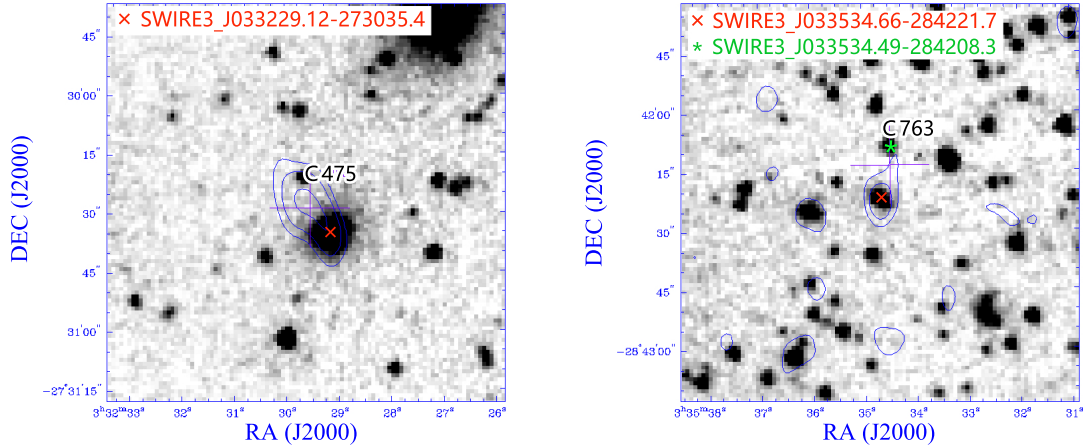 × SWIRE3_J033229.12-273035.4
45"
30'00"
15"
30"
45"
31'00"
-27°31'15"
3ʰ32ᵐ33ˢ
32ˢ
31ˢ
30ˢ
29ˢ
28ˢ
27ˢ
26ˢ
C475
DEC (J2000)
RA (J2000)
× SWIRE3_J033534.66-284221.7
* SWIRE3_J033534.49-284208.3
45"
42'00"
15"
30"
45"
-28°43'00"
3ʰ35ᵐ38ˢ
37ˢ
36ˢ
35ˢ
34ˢ
33ˢ
32ˢ
31ˢ
C763
DEC (J2000)
RA (J2000)